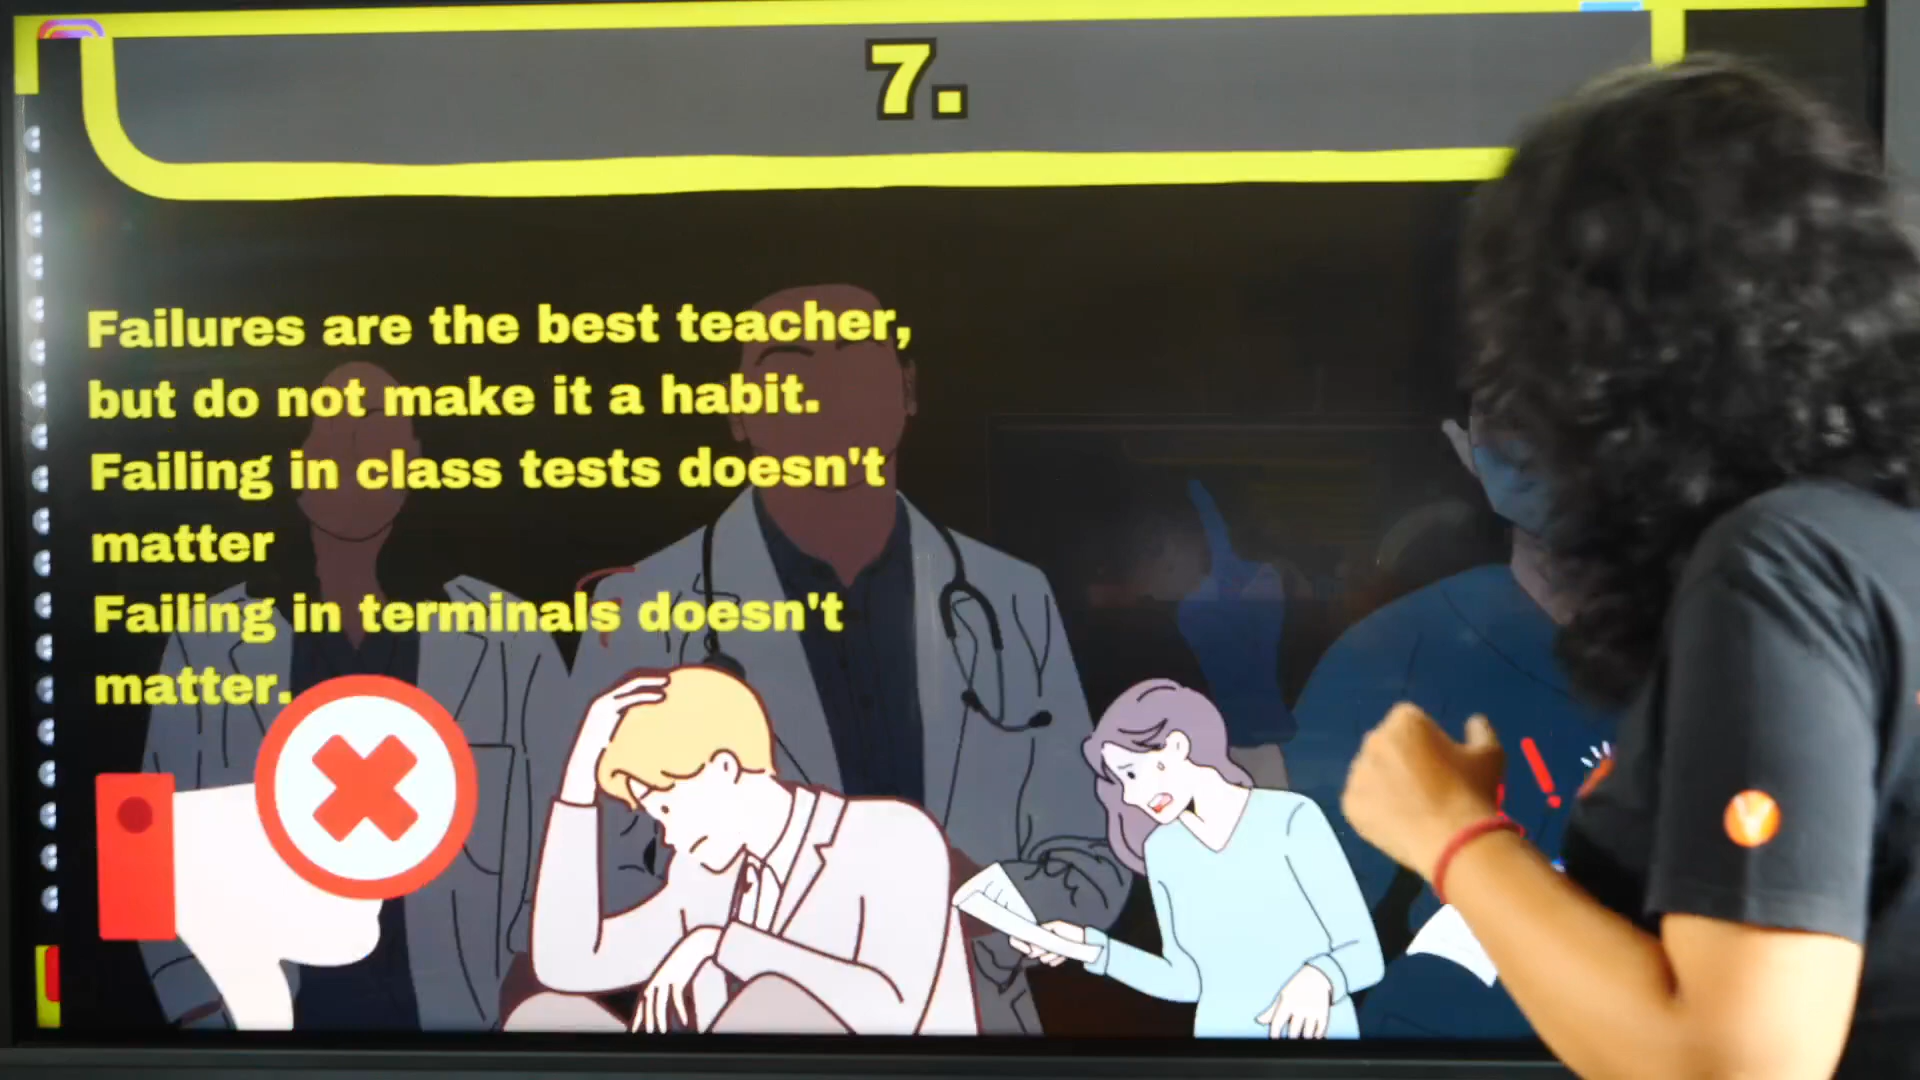 7.
Failures are the best teacher,
but do not make it a habit.
Failing in class tests doesn't
matter
Failing in terminals doesn't
matter.